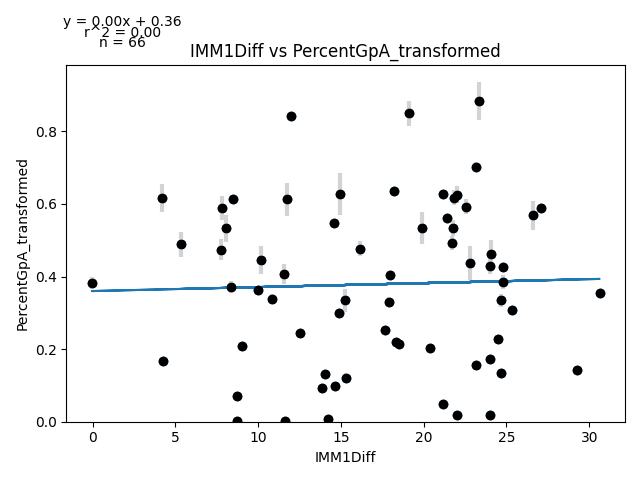 y = 0.00x + 0.36
r^2 = 0.00
n = 66
IMM1Diff vs PercentGpA_transformed
PercentGpA_transformed
0.8
0.6
0.4
0.2
0.0
0 5 10 15 20 25 30
IMM1Diff